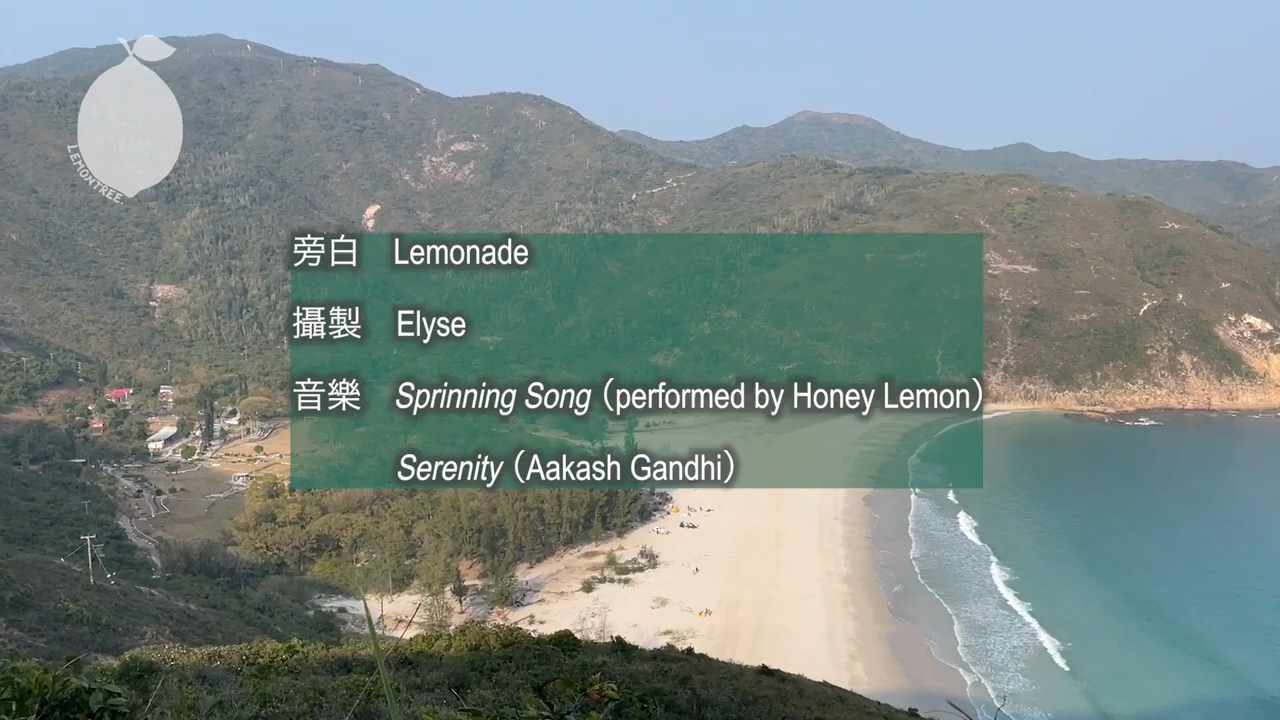 LEMONTREE.
旁白 Lemonade
攝製 Elyse
音樂 Sprinning Song (performed by Honey Lemon)
Serenity (Aakash Gandhi)